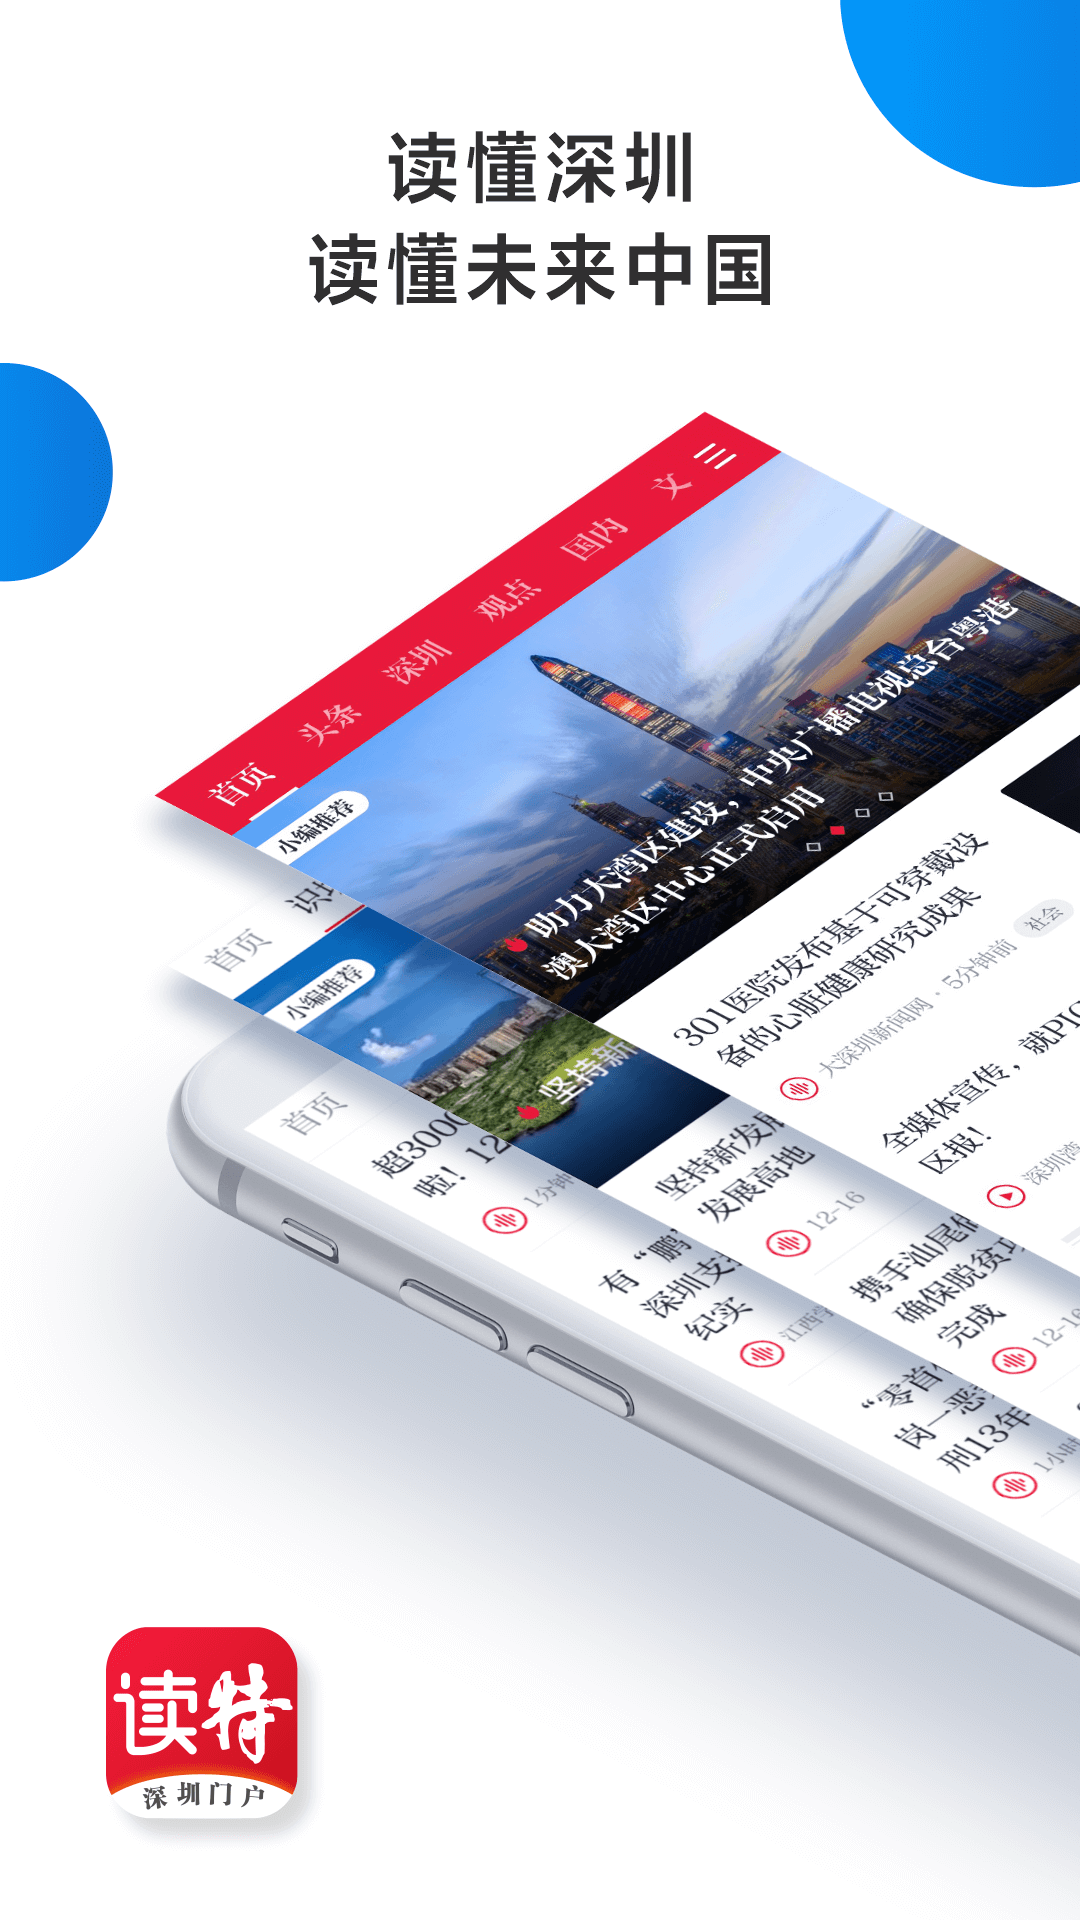 读懂深圳
读懂未来中国
首页
头条
深圳
观点
国内
文
小编推荐
助力大湾区建设，中央广播电视总台粤港
澳大湾区中心正式启用
301医院发布基于可穿戴设
备的心脏健康研究成果
大深圳新闻网·5分钟前
社会
全媒体宣传，就PIC
区报！
深圳湾
首页
小编推荐
坚持新
坚持新发展
发展高地
12-16
携手汕尾
确保脱贫攻
完成
12-16
首页
超3000
啦！12
1分钟
有“鹏”
深圳支
纪实
江西
“零首付
岗一恶
刑13年
1小时
读特
深圳门户